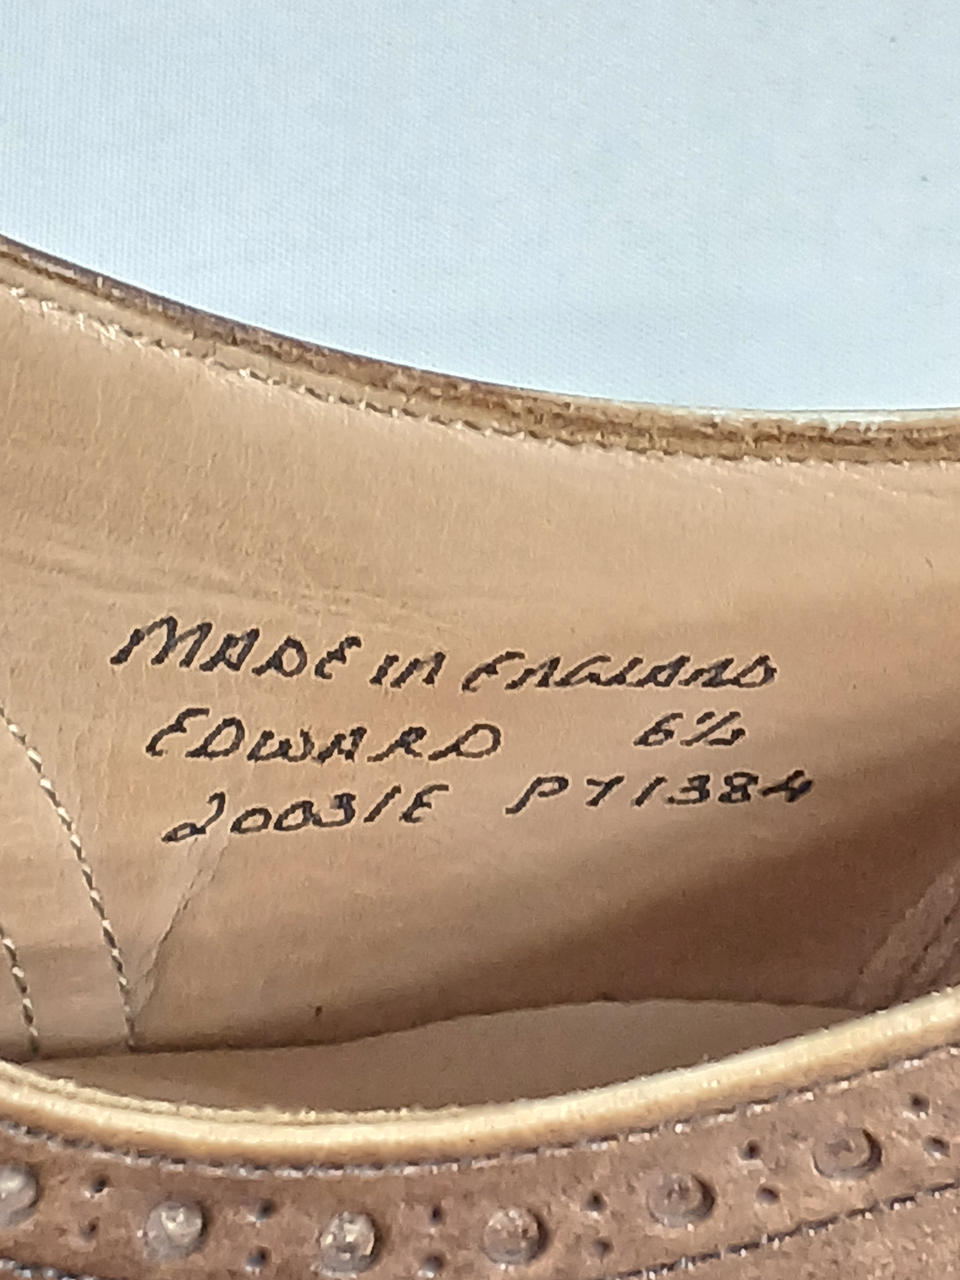 MADE IN ENGLAND
EDWARD 6½
20031E P71384